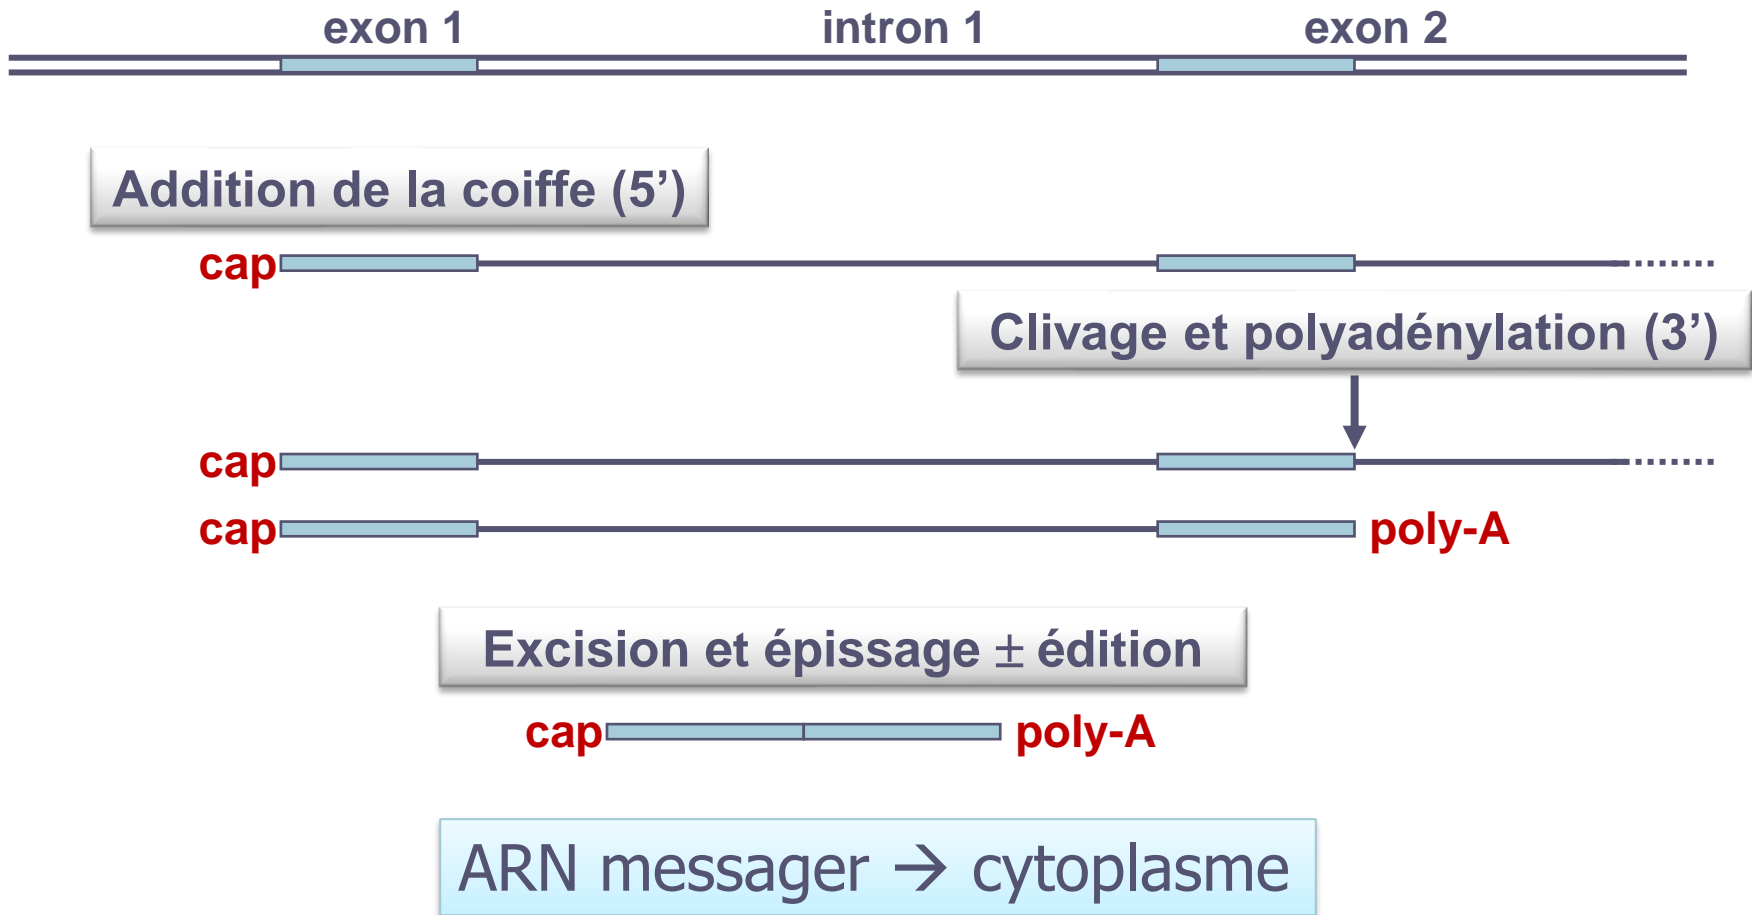 exon 1 intron 1 exon 2
Addition de la coiffe (5’)
cap
Clivage et polyadénylation (3’)
cap
cap poly-A
Excision et épissage ± édition
cap poly-A
ARN messager → cytoplasme